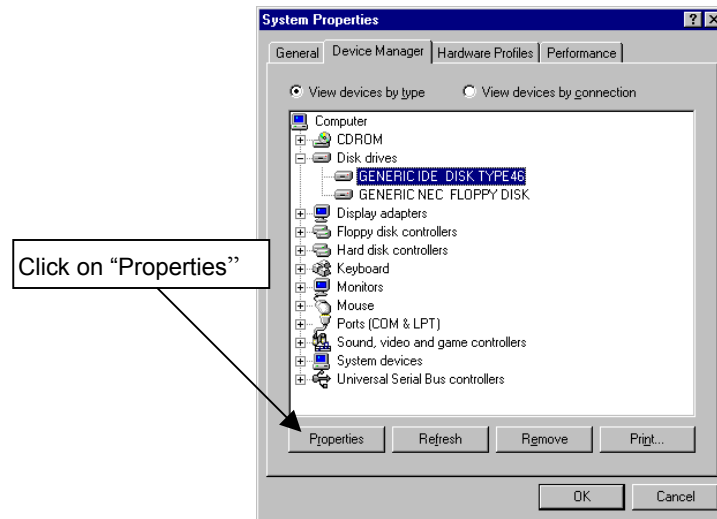 System Properties
General Device Manager Hardware Profiles Performance
View devices by type View devices by connection
Computer
CDROM
Disk drives
GENERIC IDE DISK TYPE46
GENERIC NEC FLOPPY DISK
Display adapters
Floppy disk controllers
Hard disk controllers
Keyboard
Monitors
Mouse
Ports (COM & LPT)
Sound, video and game controllers
System devices
Universal Serial Bus controllers
Click on “Properties”
Properties Refresh Remove Print...
OK Cancel